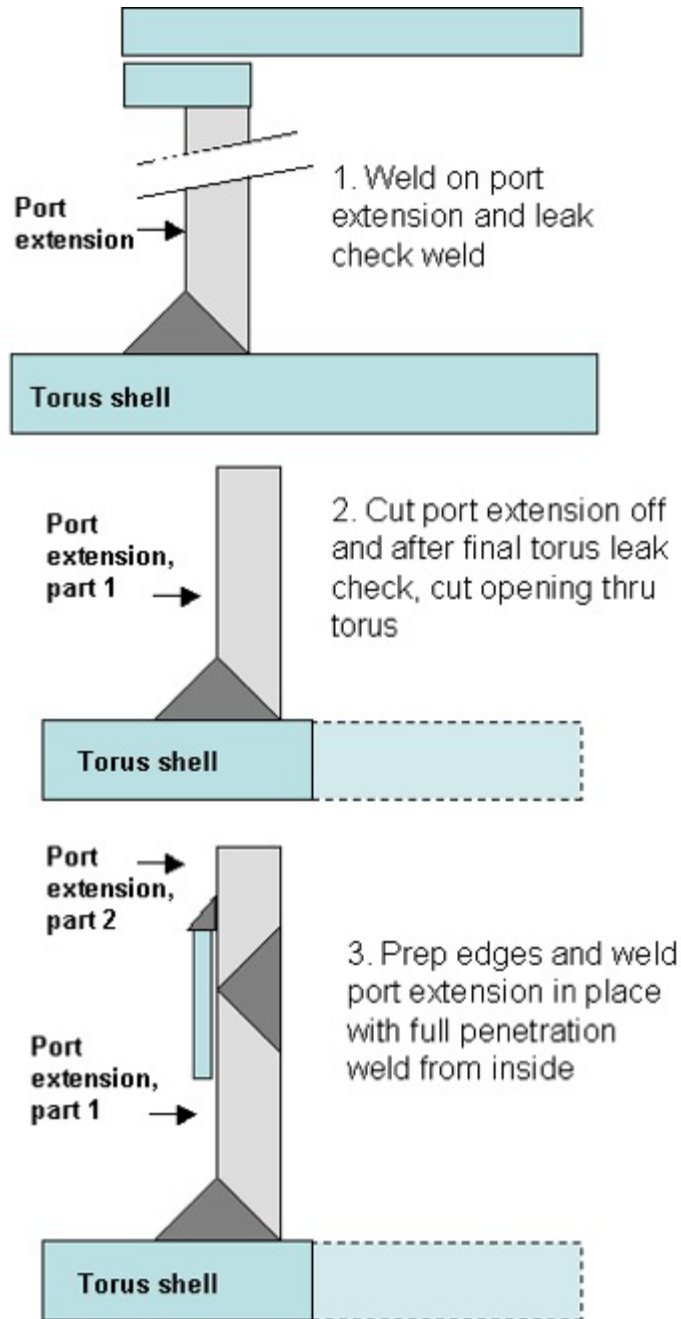 Port
extension
1. Weld on port
extension and leak
check weld
Torus shell
Port
extension,
part 1
2. Cut port extension off
and after final torus leak
check, cut opening thru
torus
Torus shell
Port
extension,
part 2
3. Prep edges and weld
port extension in place
with full penetration
weld from inside
Port
extension,
part 1
Torus shell